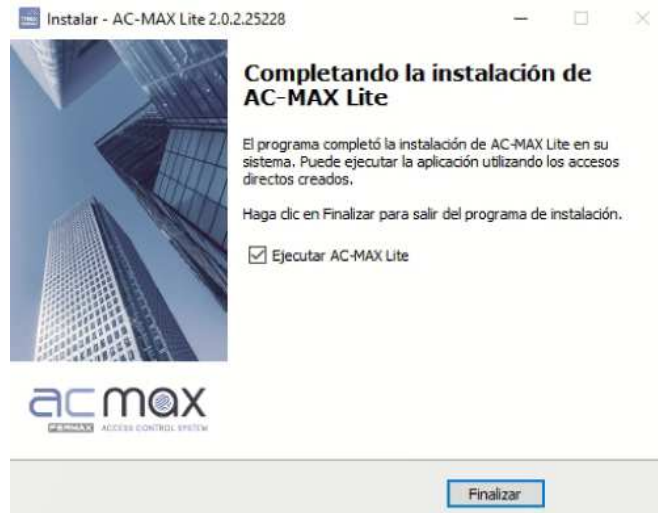 Instalar - AC-MAX Lite 2.0.2.25228
Completando la instalación de
AC-MAX Lite
El programa completó la instalación de AC-MAX Lite en su
sistema. Puede ejecutar la aplicación utilizando los accesos
directos creados.
Haga clic en Finalizar para salir del programa de instalación.
Ejecutar AC-MAX Lite
acmax
FERMAX ACCESS CONTROL SYSTEM
Finalizar